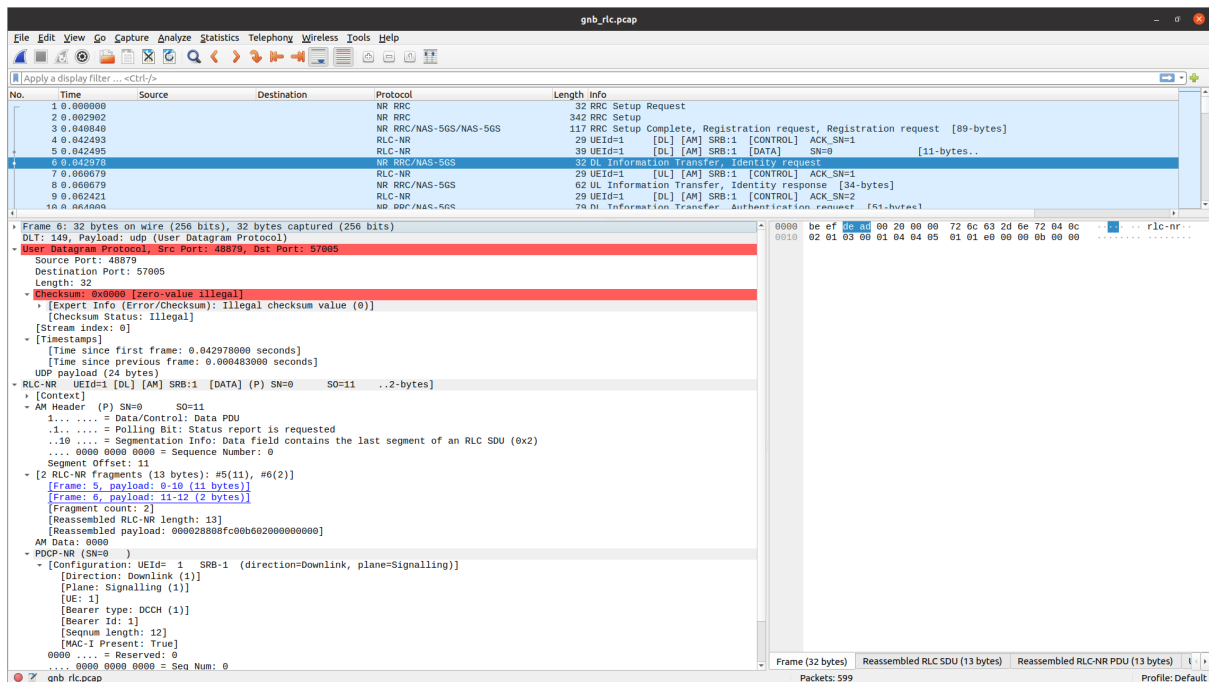 gnb_rlc.pcap
File Edit View Go Capture Analyze Statistics Telephony Wireless Tools Help
Apply a display filter ... <Ctrl-/>
No. Time Source Destination Protocol Length Info
1 0.000000 NR RRC 32 RRC Setup Request
2 0.002902 NR RRC 342 RRC Setup
3 0.040840 NR RRC/NAS-5GS/NAS-5GS 117 RRC Setup Complete, Registration request, Registration request [89-bytes]
4 0.042493 RLC-NR 29 UEId=1 [DL] [AM] SRB:1 [CONTROL] ACK_SN=1
5 0.042495 RLC-NR 39 UEId=1 [DL] [AM] SRB:1 [DATA] SN=0 [11-bytes..
6 0.042978 NR RRC/NAS-5GS 32 DL Information Transfer, Identity request
7 0.060679 RLC-NR 29 UEId=1 [UL] [AM] SRB:1 [CONTROL] ACK_SN=1
8 0.060679 NR RRC/NAS-5GS 62 UL Information Transfer, Identity response [34-bytes]
9 0.062421 RLC-NR 29 UEId=1 [DL] [AM] SRB:1 [CONTROL] ACK_SN=2
10 0.064009 NR RRC/NAS-5GS 79 DL Information Transfer, Authentication request [51-bytes]
Frame 6: 32 bytes on wire (256 bits), 32 bytes captured (256 bits)
DLT: 149, Payload: udp (User Datagram Protocol)
User Datagram Protocol, Src Port: 48879, Dst Port: 57005
Source Port: 48879
Destination Port: 57005
Length: 32
Checksum: 0x0000 [zero-value illegal]
[Expert Info (Error/Checksum): Illegal checksum value (0)]
[Checksum Status: Illegal]
[Stream index: 0]
[Timestamps]
[Time since first frame: 0.042978000 seconds]
[Time since previous frame: 0.000483000 seconds]
UDP payload (24 bytes)
RLC-NR UEId=1 [DL] [AM] SRB:1 [DATA] (P) SN=0 SO=11 ..2-bytes]
[Context]
AM Header (P) SN=0 SO=11
1... .... = Data/Control: Data PDU
.1.. .... = Polling Bit: Status report is requested
..10 .... = Segmentation Info: Data field contains the last segment of an RLC SDU (0x2)
.... 0000 0000 0000 = Sequence Number: 0
Segment Offset: 11
[2 RLC-NR fragments (13 bytes): #5(11), #6(2)]
[Frame: 5, payload: 0-10 (11 bytes)]
[Frame: 6, payload: 11-12 (2 bytes)]
[Fragment count: 2]
[Reassembled RLC-NR length: 13]
[Reassembled payload: 000028808fc00b602000000000]
AM Data: 0000
PDCP-NR (SN=0 )
[Configuration: UEId= 1 SRB-1 (direction=Downlink, plane=Signalling)]
[Direction: Downlink (1)]
[Plane: Signalling (1)]
[UE: 1]
[Bearer type: DCCH (1)]
[Bearer Id: 1]
[Seqnum length: 12]
[MAC-I Present: True]
0000 .... = Reserved: 0
.... 0000 0000 0000 = Seq Num: 0
0000 be ef de ad 00 20 00 00 72 6c 63 2d 6e 72 04 0c ····· ·· rlc-nr··
0010 02 01 03 00 01 04 04 05 01 01 e0 00 00 0b 00 00 ········ ········
Frame (32 bytes) Reassembled RLC SDU (13 bytes) Reassembled RLC-NR PDU (13 bytes)
gnb_rlc.pcap Packets: 599 Profile: Default